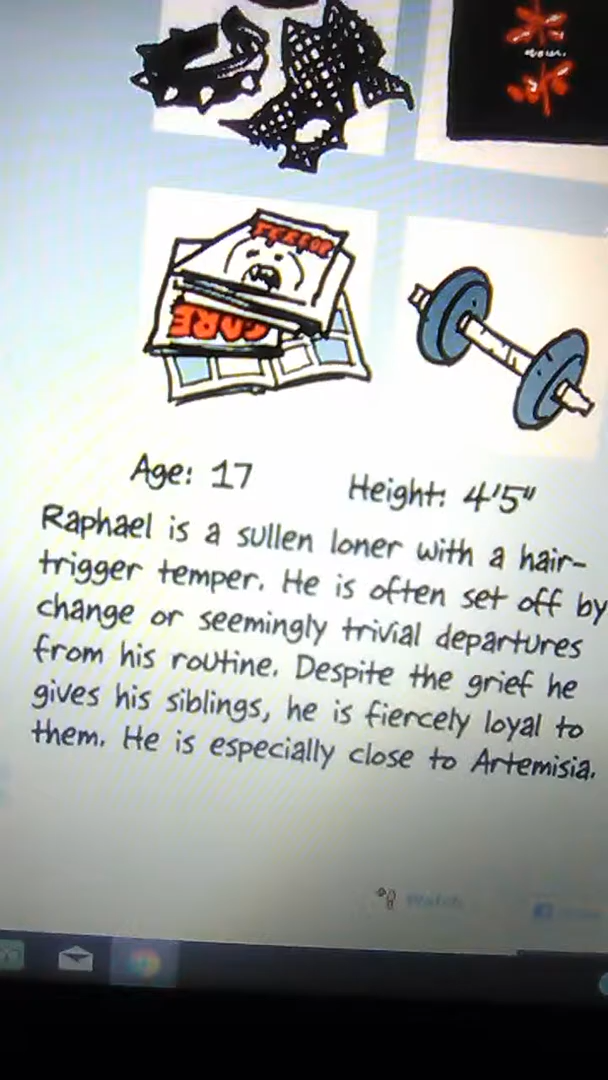 TERROR
GORE
Age: 17 Height: 4'5"
Raphael is a sullen loner with a hair-
trigger temper. He is often set off by
change or seemingly trivial departures
from his routine. Despite the grief he
gives his siblings, he is fiercely loyal to
them. He is especially close to Artemisia.
Watch